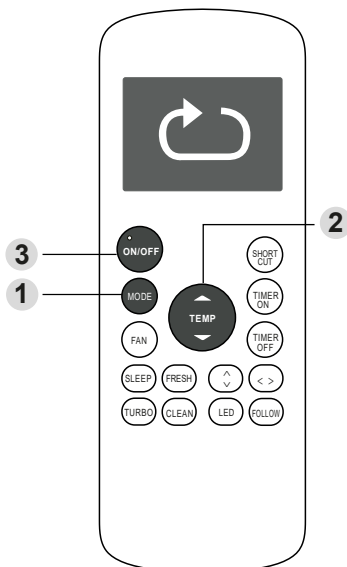 2
3
ON/OFF
SHORT
CUT
1
MODE
TEMP
TIMER
ON
FAN
TIMER
OFF
SLEEP
FRESH
< >
TURBO
CLEAN
LED
FOLLOW